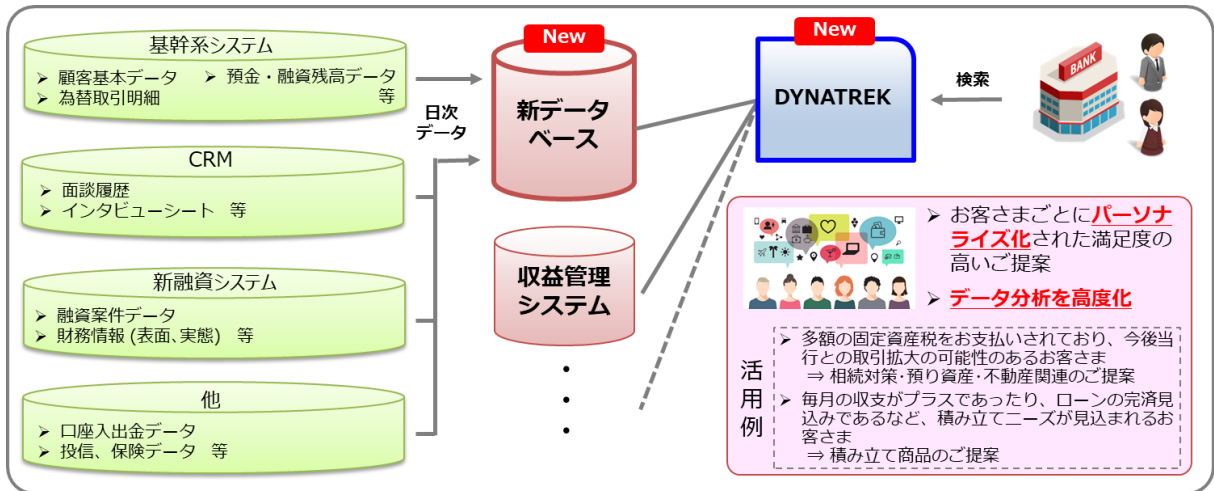 基幹系システム
➢ 顧客基本データ ➢ 預金・融資残高データ
➢ 為替取引明細 等
CRM
➢ 面談履歴
➢ インタビューシート 等
新融資システム
➢ 融資案件データ
➢ 財務情報 (表面、実態) 等
他
➢ 口座入出金データ
➢ 投信、保険データ 等
日次
データ
New
新データ
ベース
収益管理
システム
・
・
・
New
DYNATREK
検索
BANK
➢ お客さまごとにパーソナ
ライズ化された満足度の
高いご提案
➢ データ分析を高度化
活
用
例
➢ 多額の固定資産税をお支払いされており、今後当
行との取引拡大の可能性のあるお客さま
⇒ 相続対策・預り資産・不動産関連のご提案
➢ 毎月の収支がプラスであったり、ローンの完済見
込みであるなど、積み立てニーズが見込まれるお
客さま
⇒ 積み立て商品のご提案